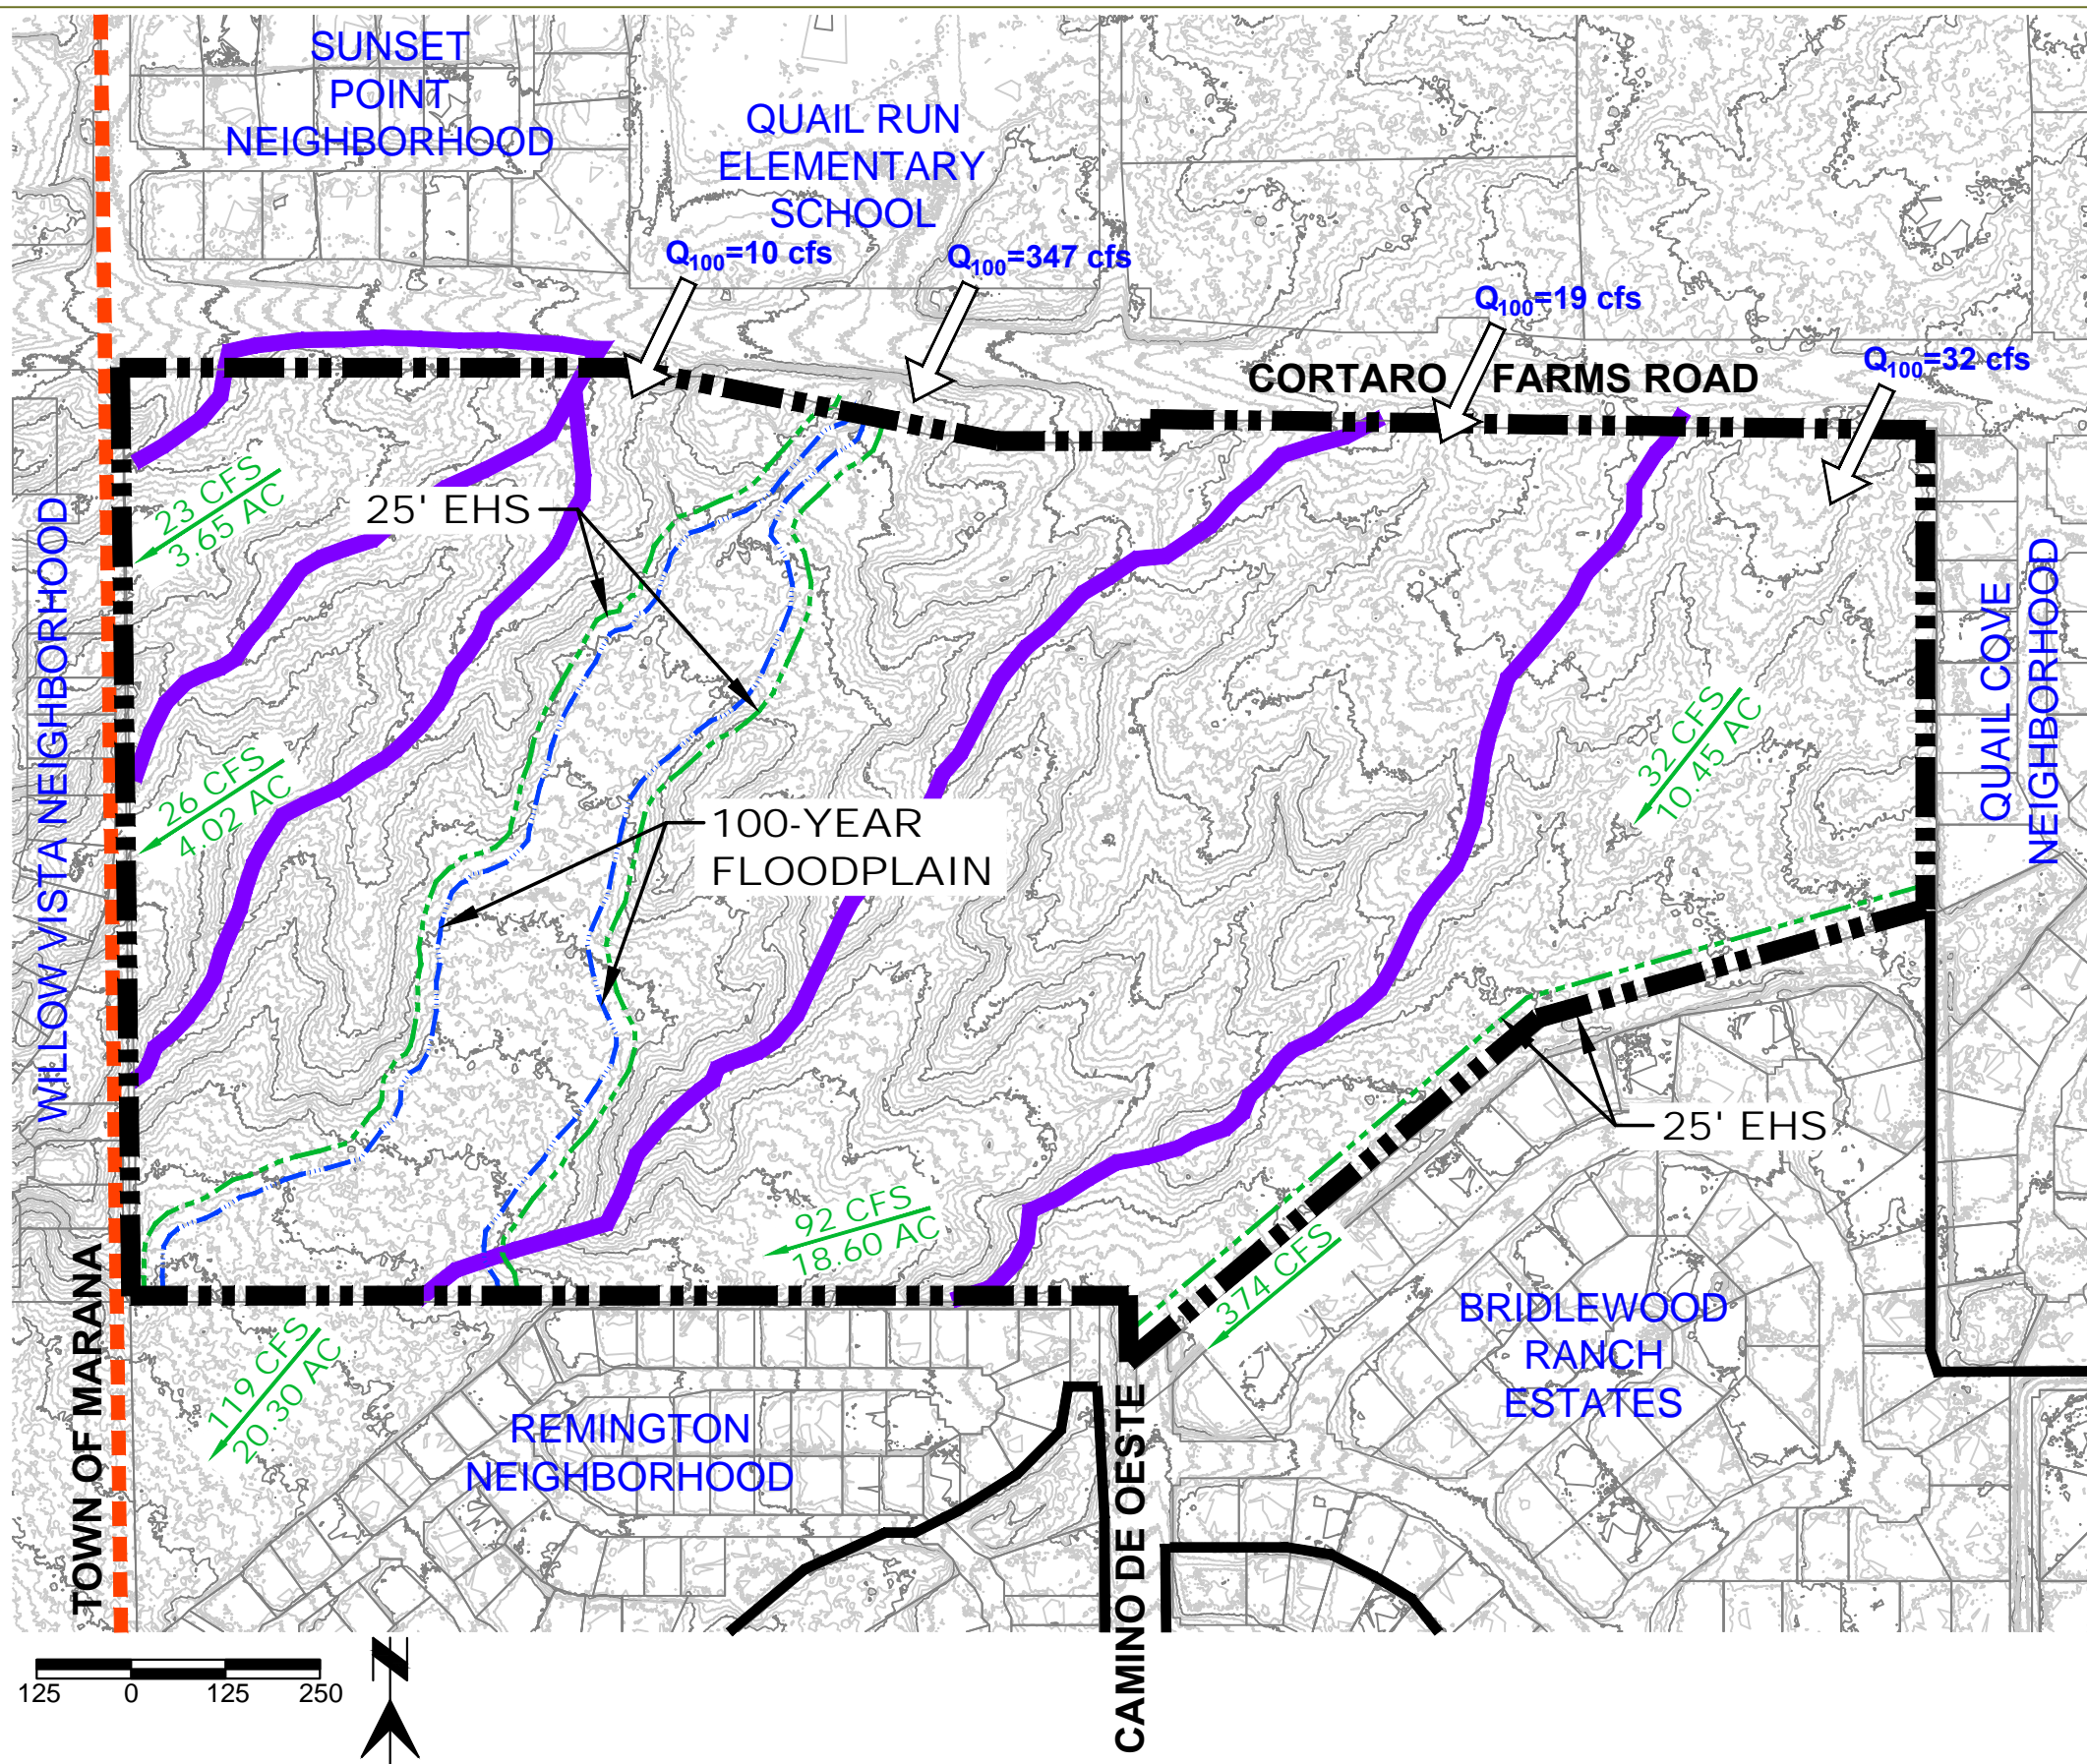 SUNSET
POINT
NEIGHBORHOOD
QUAIL RUN
ELEMENTARY
SCHOOL
Q100=10 cfs
Q100=347 cfs
Q100=19 cfs
Q100=32 cfs
CORTARO FARMS ROAD
23 CFS
3.65 AC
25' EHS
WILLOW VISTA NEIGHBORHOOD
QUAIL COVE
NEIGHBORHOOD
32 CFS
10.45 AC
26 CFS
4.02 AC
100-YEAR
FLOODPLAIN
25' EHS
92 CFS
18.60 AC
374 CFS
BRIDLEWOOD
RANCH
ESTATES
TOWN OF MARANA
119 CFS
20.30 AC
REMINGTON
NEIGHBORHOOD
CAMINO DE OESTE
125 0 125 250
N